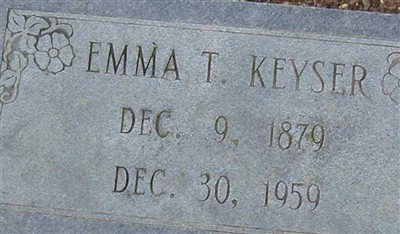 EMMA T. KEYSER
DEC. 9, 1879
DEC. 30, 1959